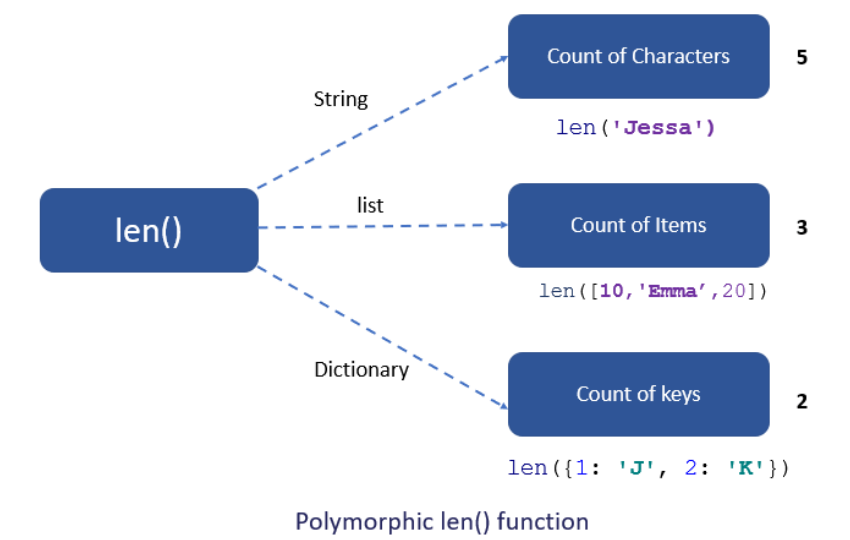 Count of Characters 5
String
len('Jessa')
list
Count of Items 3
len()
len([10,'Emma’,20])
Dictionary
Count of keys 2
len({1: 'J', 2: 'K'})
Polymorphic len() function